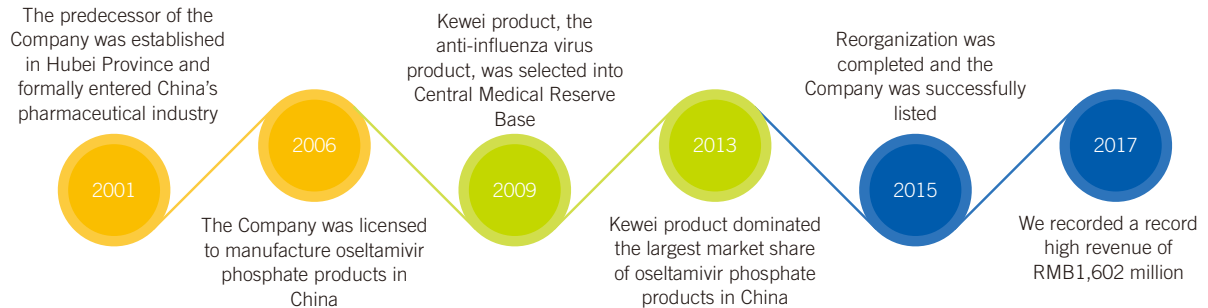 The predecessor of the
Company was established
in Hubei Province and
formally entered China's
pharmaceutical industry
2001
2006
The Company was licensed
to manufacture oseltamivir
phosphate products in
China
Kewei product, the
anti-influenza virus
product, was selected into
Central Medical Reserve
Base
2009
2013
Kewei product dominated
the largest market share
of oseltamivir phosphate
products in China
Reorganization was
completed and the
Company was successfully
listed
2015
2017
We recorded a record
high revenue of
RMB1,602 million